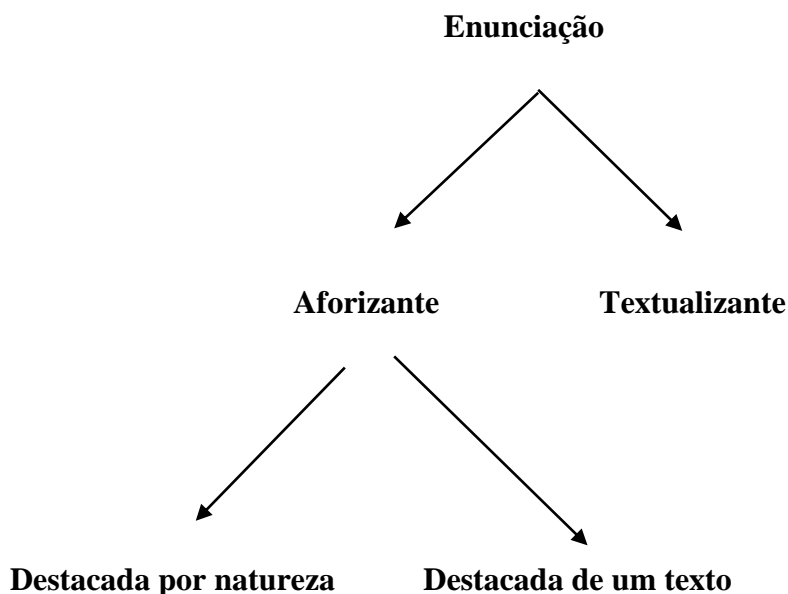 Enunciação
Aforizante Textualizante
Destacada por natureza Destacada de um texto